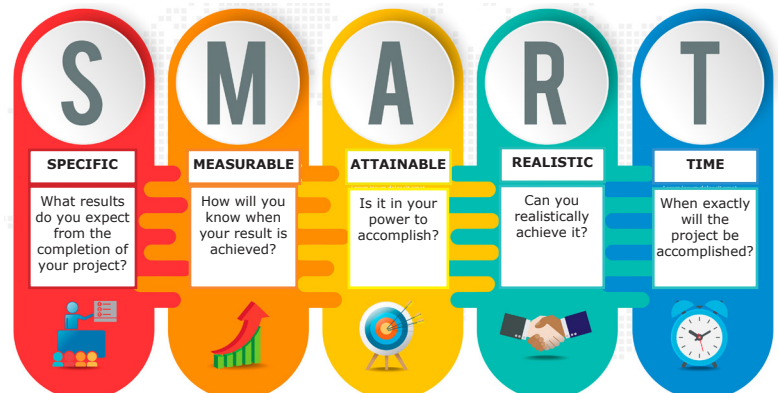 S
SPECIFIC
What results
do you expect
from the
completion of
your project?
M
MEASURABLE
How will you
know when
your result is
achieved?
A
ATTAINABLE
Is it in your
power to
accomplish?
R
REALISTIC
Can you
realistically
achieve it?
T
TIME
When exactly
will the
project be
accomplished?